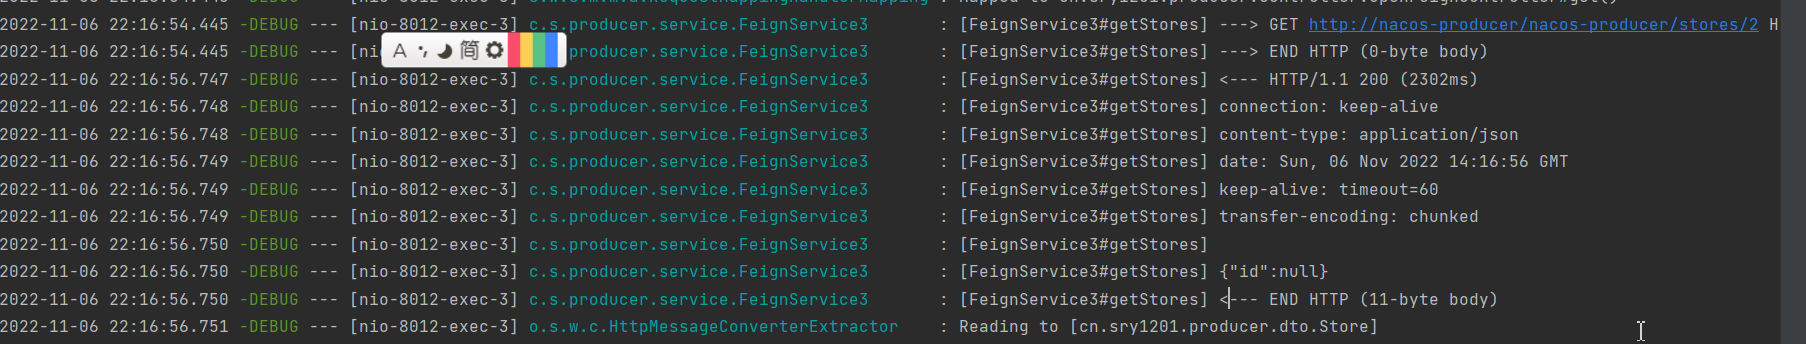 [FeignService3#getStores] ---> GET http://nacos-producer/nacos-producer/stores/2 H
2022-11-06 22:16:54.445 -DEBUG --- [nio-8012-exec-3] c.s.producer.service.FeignService3 : [FeignService3#getStores] ---> END HTTP (0-byte body)
A 简
2022-11-06 22:16:56.747 -DEBUG --- [nio-8012-exec-3] c.s.producer.service.FeignService3 : [FeignService3#getStores] <--- HTTP/1.1 200 (2302ms)
2022-11-06 22:16:56.748 -DEBUG --- [nio-8012-exec-3] c.s.producer.service.FeignService3 : [FeignService3#getStores] connection: keep-alive
2022-11-06 22:16:56.748 -DEBUG --- [nio-8012-exec-3] c.s.producer.service.FeignService3 : [FeignService3#getStores] content-type: application/json
2022-11-06 22:16:56.749 -DEBUG --- [nio-8012-exec-3] c.s.producer.service.FeignService3 : [FeignService3#getStores] date: Sun, 06 Nov 2022 14:16:56 GMT
2022-11-06 22:16:56.749 -DEBUG --- [nio-8012-exec-3] c.s.producer.service.FeignService3 : [FeignService3#getStores] keep-alive: timeout=60
2022-11-06 22:16:56.749 -DEBUG --- [nio-8012-exec-3] c.s.producer.service.FeignService3 : [FeignService3#getStores] transfer-encoding: chunked
2022-11-06 22:16:56.750 -DEBUG --- [nio-8012-exec-3] c.s.producer.service.FeignService3 : [FeignService3#getStores]
2022-11-06 22:16:56.750 -DEBUG --- [nio-8012-exec-3] c.s.producer.service.FeignService3 : [FeignService3#getStores] {"id":null}
2022-11-06 22:16:56.750 -DEBUG --- [nio-8012-exec-3] c.s.producer.service.FeignService3 : [FeignService3#getStores] <--- END HTTP (11-byte body)
2022-11-06 22:16:56.751 -DEBUG --- [nio-8012-exec-3] o.s.w.c.HttpMessageConverterExtractor : Reading to [cn.sry1201.producer.dto.Store]